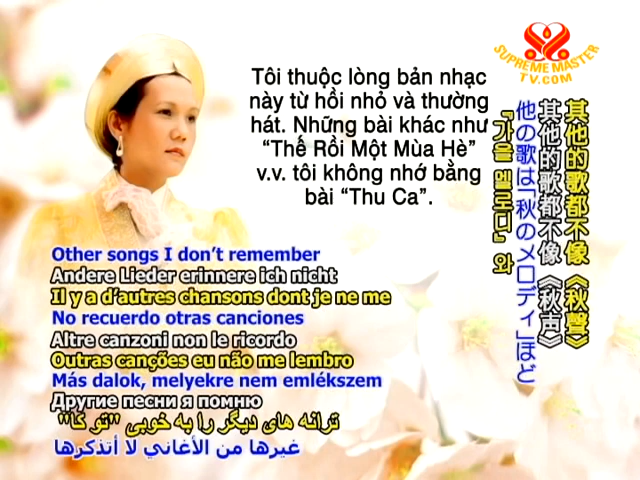 SUPREME MASTER
TV.COM
Tôi thuộc lòng bản nhạc
này từ hồi nhỏ và thường
hát. Những bài khác như
“Thế Rồi Một Mùa Hè”
v.v. tôi không nhớ bằng
bài “Thu Ca”.
其他的歌都不像《秋聲》
其他的歌都不像《秋声》
他の歌は「秋のメロディ」ほど
『가을 멜로디』와
Other songs I don’t remember
Andere Lieder erinnere ich nicht
Il y a d’autres chansons dont je ne me
No recuerdo otras canciones
Altre canzoni non le ricordo
Outras canções eu não me lembro
Más dalok, melyekre nem emlékszem
Другие песни я помню
ترانه های دیگر را به خوبی "تو کا"
غيرها من الأغاني لا أتذكرها